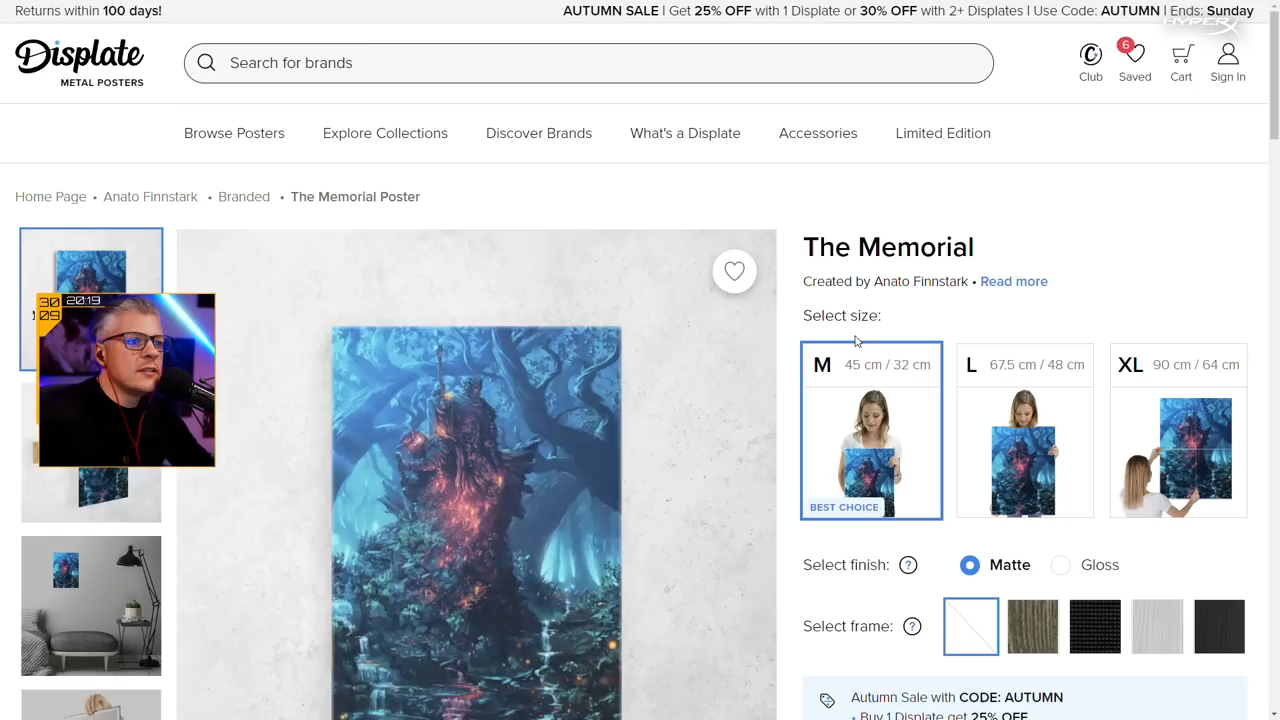 Returns within 100 days!
AUTUMN SALE | Get 25% OFF with 1 Displate or 30% OFF with 2+ Displates | Use Code: AUTUMN | Ends: Sunday
HYPERX
Displate
METAL POSTERS
Search for brands
6
Club
Saved
Cart
Sign In
Browse Posters
Explore Collections
Discover Brands
What's a Displate
Accessories
Limited Edition
Home Page • Anato Finnstark • Branded • The Memorial Poster
30
09
20:19
The Memorial
Created by Anato Finnstark • Read more
Select size:
M 45 cm / 32 cm
L 67.5 cm / 48 cm
XL 90 cm / 64 cm
BEST CHOICE
Select finish: ? Matte Gloss
Select frame: ?
Autumn Sale with CODE: AUTUMN
• Buy 1 Displate get 25% OFF